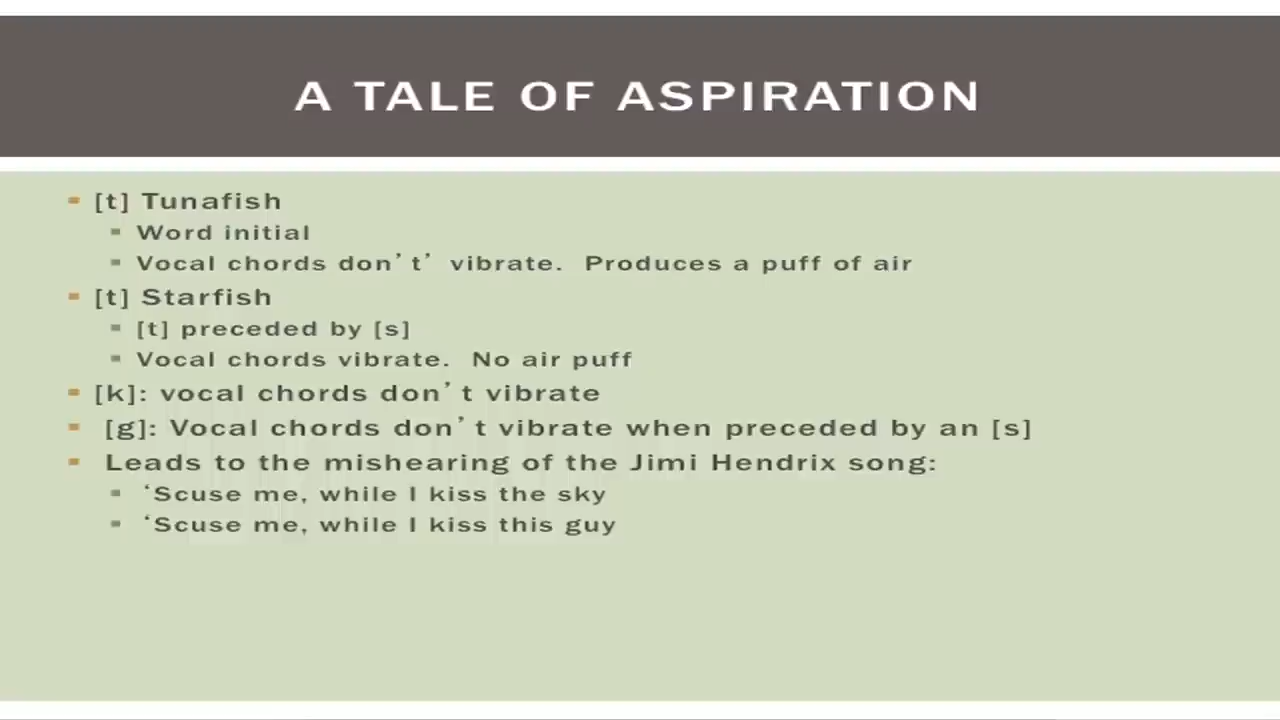 A TALE OF ASPIRATION
[t] Tunafish
Word initial
Vocal chords don't' vibrate. Produces a puff of air
[t] Starfish
[t] preceded by [s]
Vocal chords vibrate. No air puff
[k]: vocal chords don't vibrate
[g]: Vocal chords don't vibrate when preceded by an [s]
Leads to the mishearing of the Jimi Hendrix song:
'Scuse me, while I kiss the sky
'Scuse me, while I kiss this guy